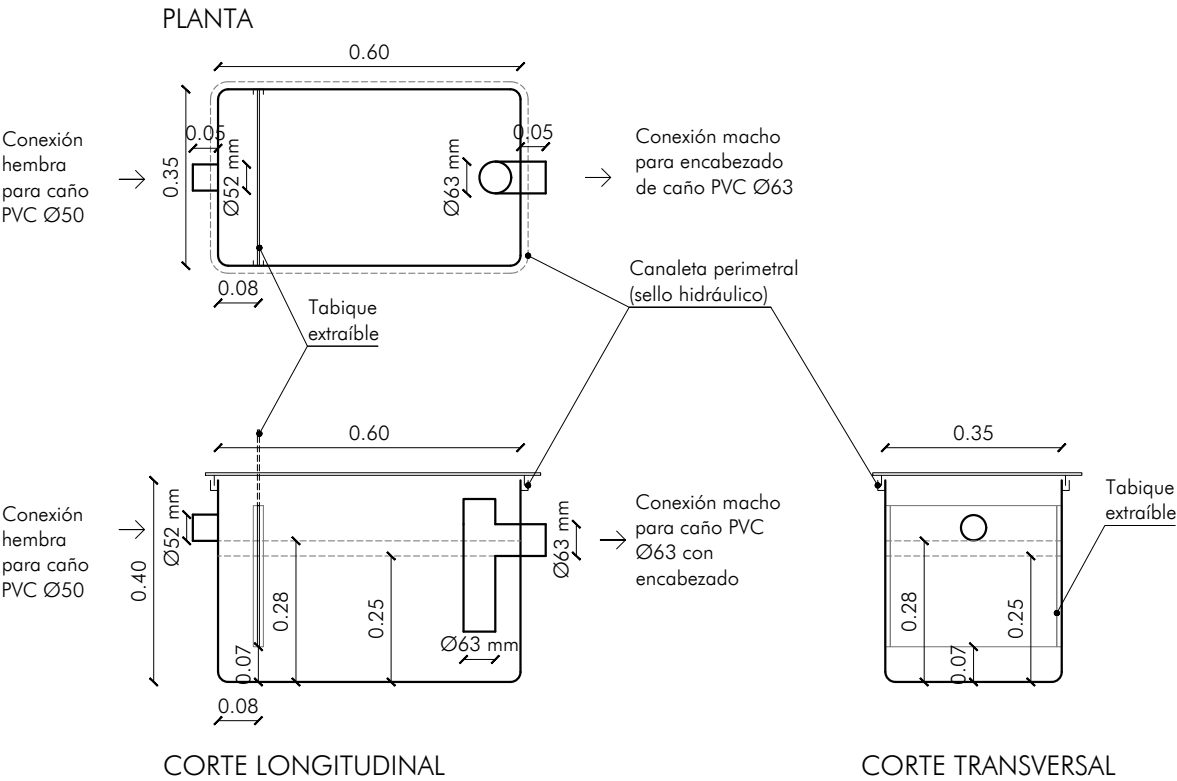 PLANTA
0.60
Conexión
hembra
para caño
PVC Ø50
0.05
0.35
Ø52 mm
Ø63 mm
0.05
Conexión macho
para encabezado
de caño PVC Ø63
0.08
Tabique
extraíble
Canaleta perimetral
(sello hidráulico)
0.60
Conexión
hembra
para caño
PVC Ø50
Ø52 mm
0.40
0.07
0.28
0.25
Ø63 mm
Ø63 mm
0.08
Conexión macho
para caño PVC
Ø63 con
encabezado
CORTE LONGITUDINAL
0.35
Tabique
extraíble
0.28
0.07
0.25
CORTE TRANSVERSAL